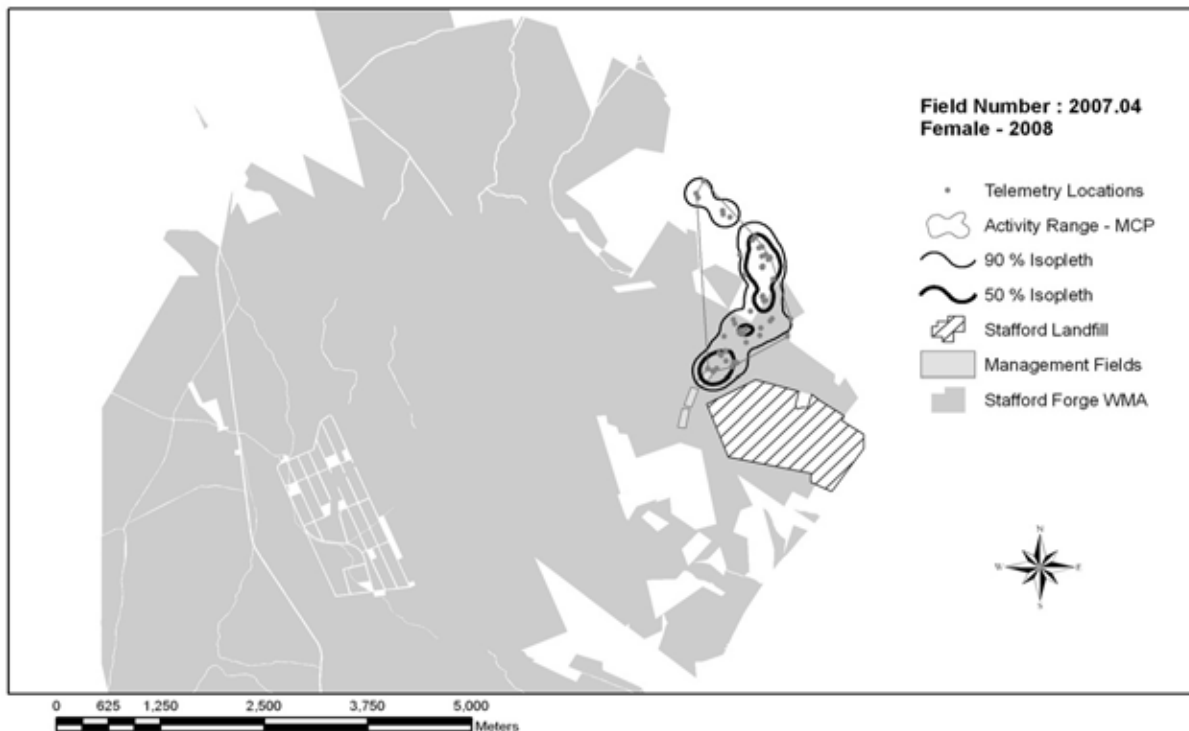 Field Number : 2007.04
Female - 2008
Telemetry Locations
Activity Range - MCP
90 % Isopleth
50 % Isopleth
Stafford Landfill
Management Fields
Stafford Forge WMA
N
W E
S
0 625 1,250 2,500 3,750 5,000
Meters